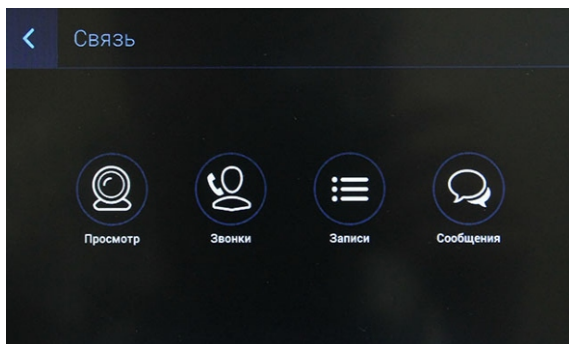 Связь
Просмотр
Звонки
Записи
Сообщения